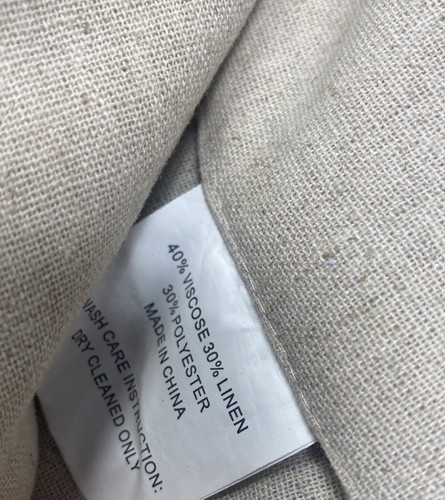 40% VISCOSE 30% LINEN
30% POLYESTER
MADE IN CHINA
WASH CARE INSTRUCTION:
DRY CLEANED ONLY